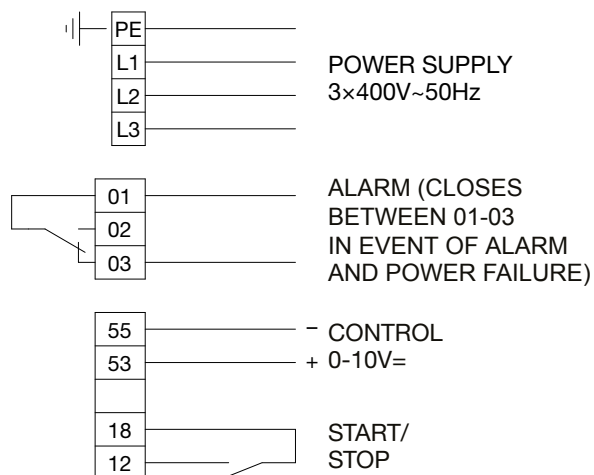 PE
L1
L2
L3
POWER SUPPLY
3×400V~50Hz
01
02
03
ALARM (CLOSES
BETWEEN 01-03
IN EVENT OF ALARM
AND POWER FAILURE)
55
53
– CONTROL
+ 0-10V=
18
12
START/
STOP